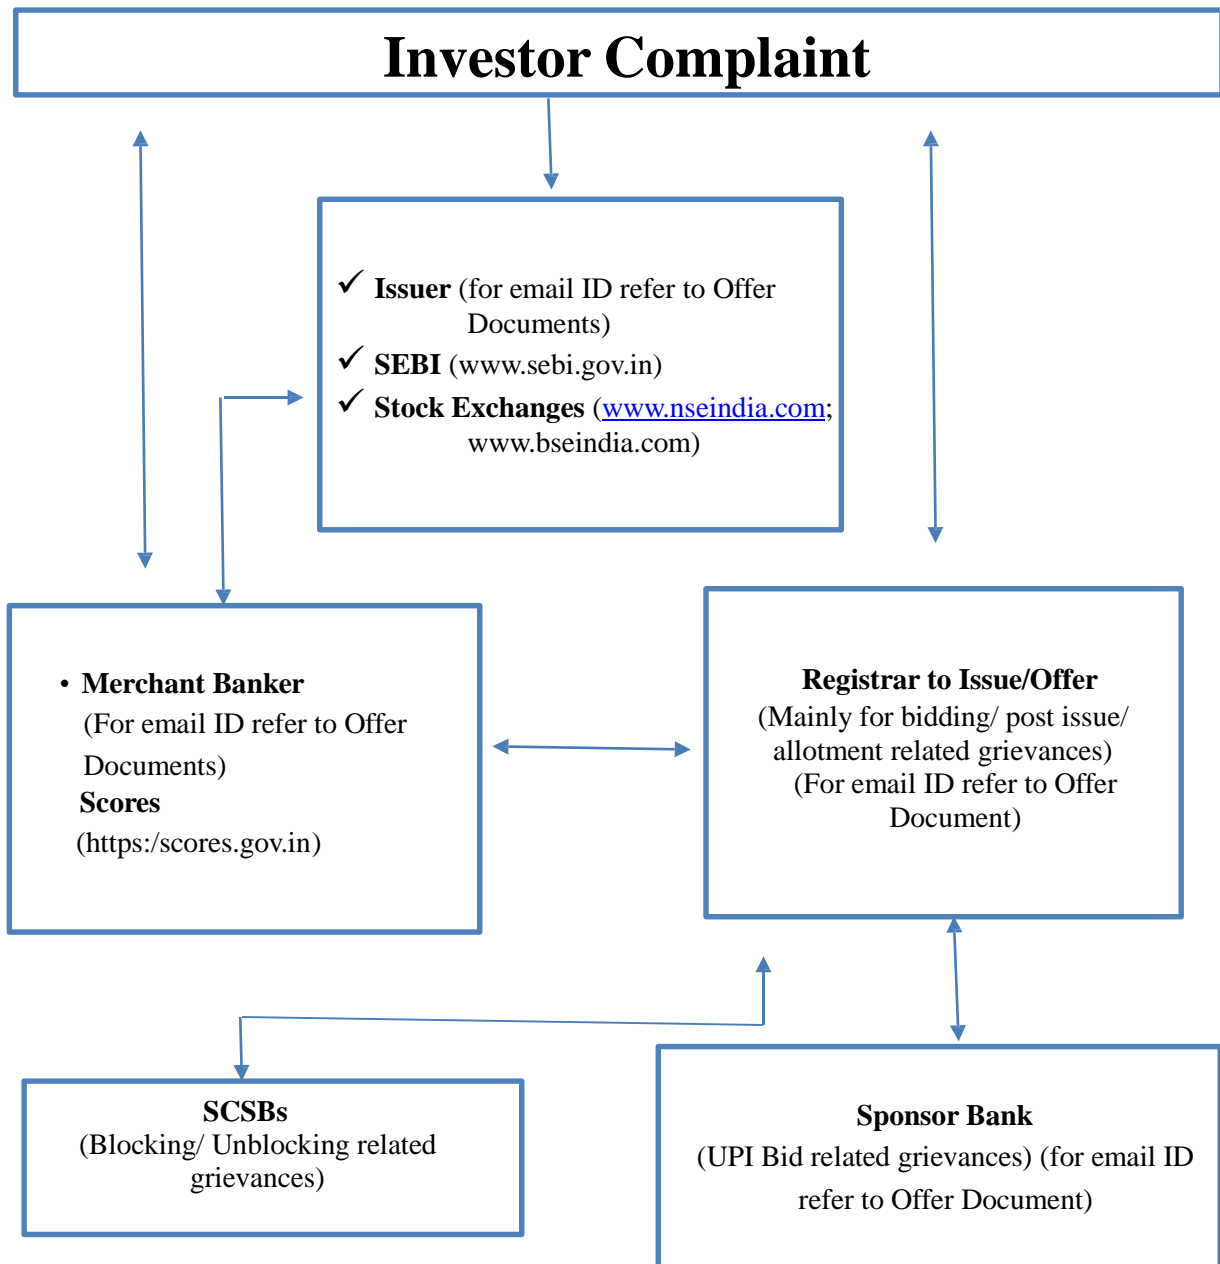 Investor Complaint
✓ Issuer (for email ID refer to Offer
Documents)
✓ SEBI (www.sebi.gov.in)
✓ Stock Exchanges (www.nseindia.com;
www.bseindia.com)
• Merchant Banker
(For email ID refer to Offer
Documents)
Scores
(https:/scores.gov.in)
Registrar to Issue/Offer
(Mainly for bidding/ post issue/
allotment related grievances)
(For email ID refer to Offer
Document)
SCSBs
(Blocking/ Unblocking related
grievances)
Sponsor Bank
(UPI Bid related grievances) (for email ID
refer to Offer Document)